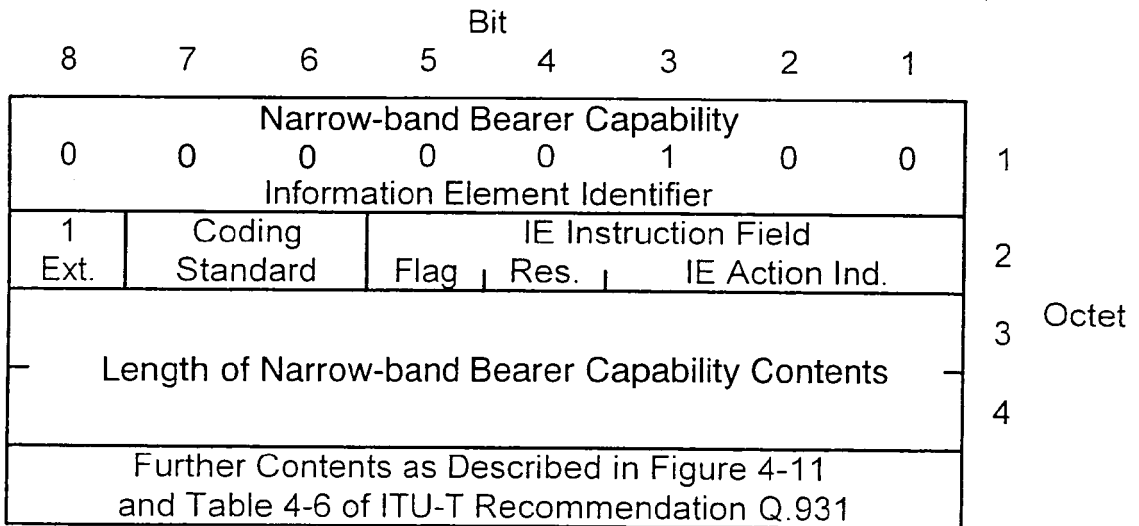 Bit
8 7 6 5 4 3 2 1
Narrow-band Bearer Capability
0 0 0 0 0 1 0 0 1
Information Element Identifier
1 Coding IE Instruction Field
Ext. Standard Flag Res. IE Action Ind. 2
3 Octet
Length of Narrow-band Bearer Capability Contents
4
Further Contents as Described in Figure 4-11
and Table 4-6 of ITU-T Recommendation Q.931